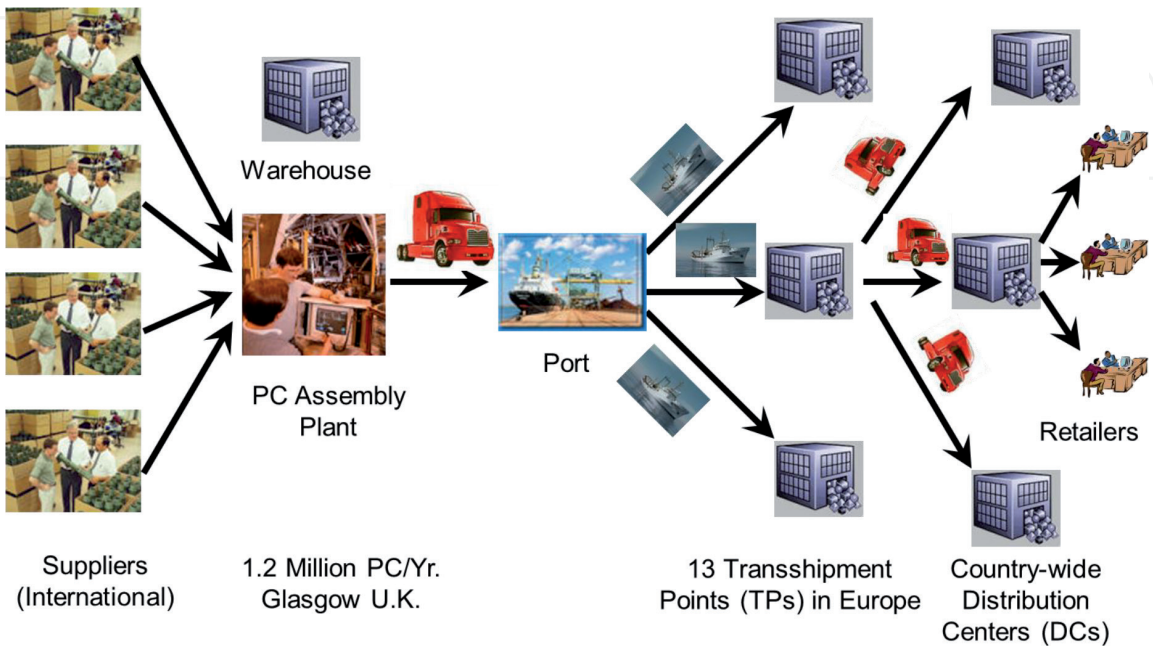 Warehouse
PC Assembly
Plant
Port
Retailers
Suppliers
(International)
1.2 Million PC/Yr.
Glasgow U.K.
13 Transshipment
Points (TPs) in Europe
Country-wide
Distribution
Centers (DCs)